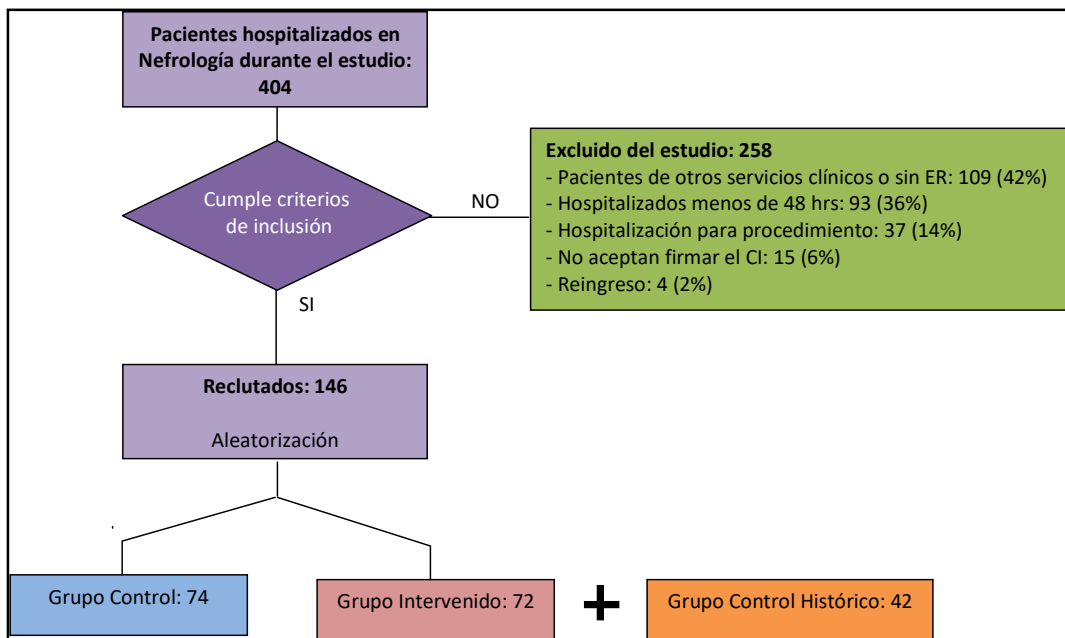 Pacientes hospitalizados en
Nefrología durante el estudio:
404
Cumple criterios
de inclusión
NO
Excluido del estudio: 258
- Pacientes de otros servicios clínicos o sin ER: 109 (42%)
- Hospitalizados menos de 48 hrs: 93 (36%)
- Hospitalización para procedimiento: 37 (14%)
- No aceptan firmar el CI: 15 (6%)
- Reingreso: 4 (2%)
SI
Reclutados: 146
Aleatorización
Grupo Control: 74
Grupo Intervenido: 72
+
Grupo Control Histórico: 42